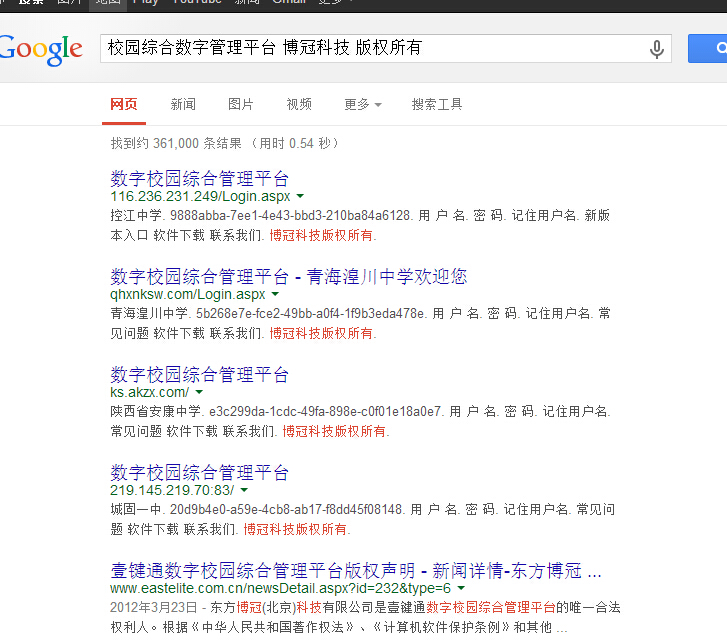 搜索 图片 地图 Play YouTube 新闻 Gmail 更多
Google 校园综合数字管理平台 博冠科技 版权所有
网页 新闻 图片 视频 更多 搜索工具
找到约 361,000 条结果 （用时 0.54 秒）
数字校园综合管理平台
116.236.231.249/Login.aspx
控江中学. 9888abba-7ee1-4e43-bbd3-210ba84a6128. 用 户 名. 密 码. 记住用户名. 新版
本入口 软件下载 联系我们. 博冠科技版权所有.
数字校园综合管理平台 - 青海湟川中学欢迎您
qhxnksw.com/Login.aspx
青海湟川中学. 5b268e7e-fce2-49bb-a0f4-1f9b3eda478e. 用 户 名. 密 码. 记住用户名. 常
见问题 软件下载 联系我们. 博冠科技版权所有.
数字校园综合管理平台
ks.akzx.com/
陕西省安康中学. e3c299da-1cdc-49fa-898e-c0f01e18a0e7. 用 户 名. 密 码. 记住用户名.
常见问题 软件下载 联系我们. 博冠科技版权所有.
数字校园综合管理平台
219.145.219.70:83/
城固一中. 20d9b4e0-a59e-4cb8-ab17-f8dd45f08148. 用 户 名. 密 码. 记住用户名. 常见问
题 软件下载 联系我们. 博冠科技版权所有.
壹键通数字校园综合管理平台版权声明 - 新闻详情-东方博冠 ...
www.eastelite.com.cn/newsDetail.aspx?id=232&type=6
2012年3月23日 - 东方博冠(北京)科技有限公司是壹键通数字校园综合管理平台的唯一合法
权利人。根据《中华人民共和国著作权法》、《计算机软件保护条例》和其他 ...